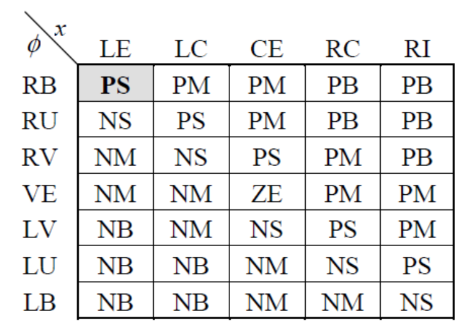 x
ϕ LE LC CE RC RI
RB PS PM PM PB PB
RU NS PS PM PB PB
RV NM NS PS PM PB
VE NM NM ZE PM PM
LV NB NM NS PS PM
LU NB NB NM NS PS
LB NB NB NM NM NS